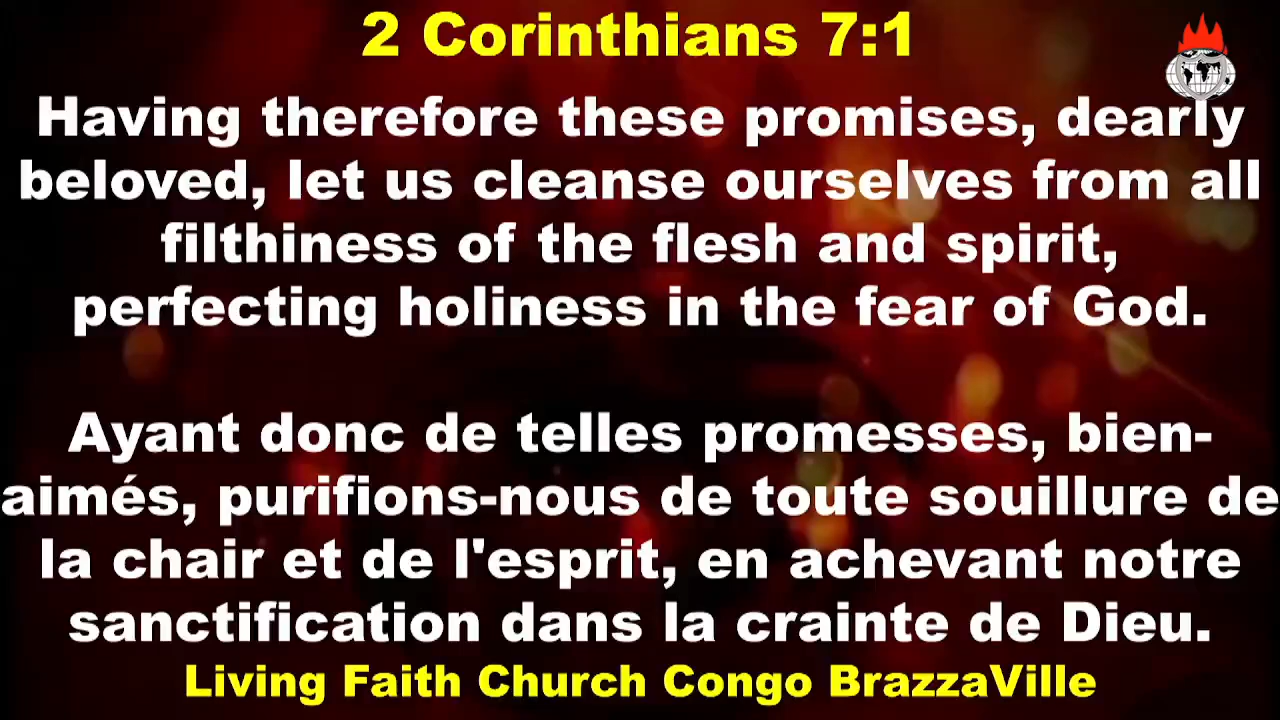 2 Corinthians 7:1
Having therefore these promises, dearly
beloved, let us cleanse ourselves from all
filthiness of the flesh and spirit,
perfecting holiness in the fear of God.
Ayant donc de telles promesses, bien-
aimés, purifions-nous de toute souillure de
la chair et de l'esprit, en achevant notre
sanctification dans la crainte de Dieu.
Living Faith Church Congo BrazzaVille